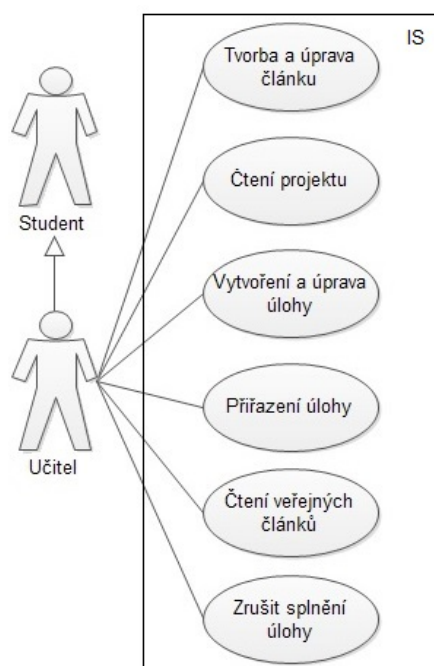 IS
Tvorba a úprava
článku
Čtení projektu
Student
Vytvoření a úprava
úlohy
Přiřazení úlohy
Učitel
Čtení veřejných
článků
Zrušit splnění
úlohy